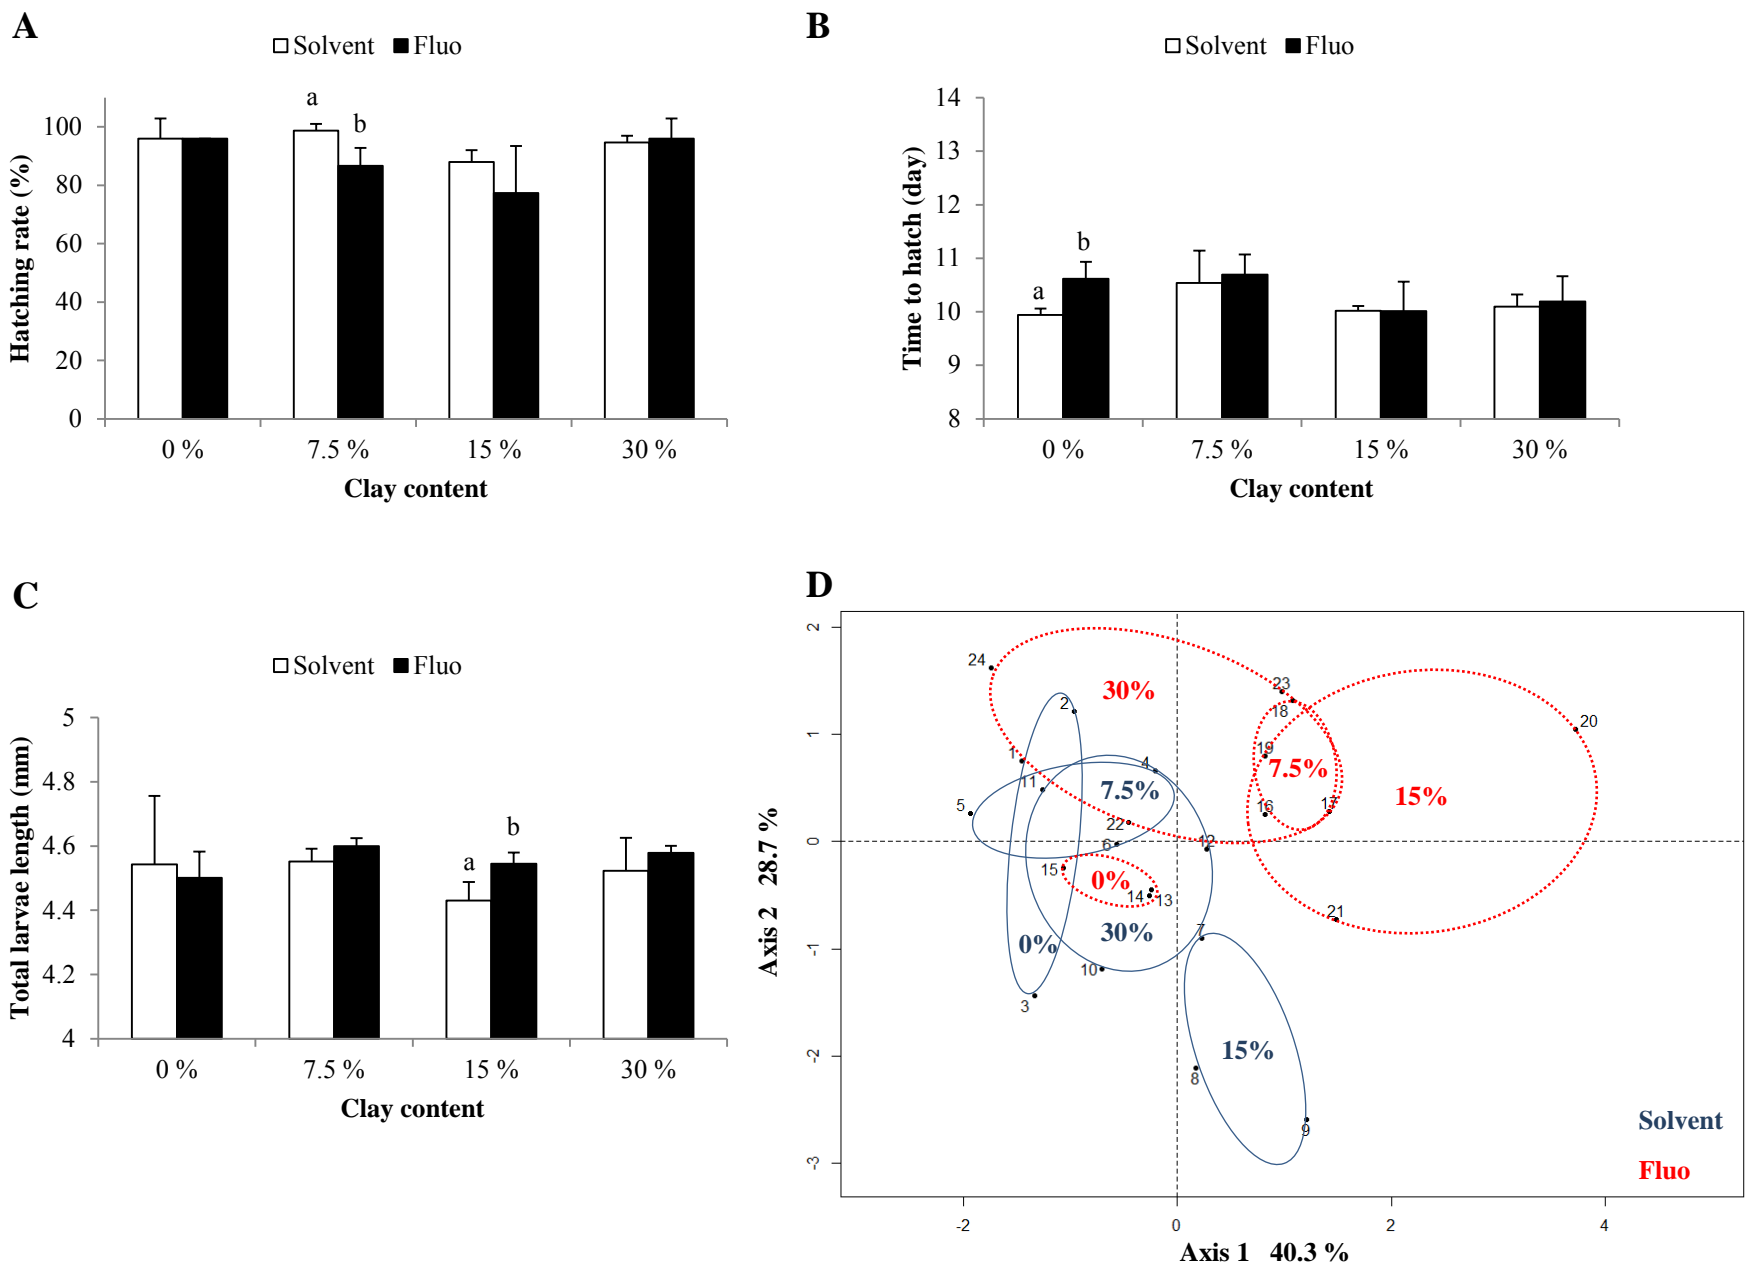 A
Solvent Fluo
a
b
100
80
60
40
20
0
Hatching rate (%)
0 % 7.5 % 15 % 30 %
Clay content
B
Solvent Fluo
14
13
12
11
10
9
8
a
b
Time to hatch (day)
0 % 7.5 % 15 % 30 %
Clay content
C
Solvent Fluo
5
4.8
4.6
4.4
4.2
4
a
b
Total larvae length (mm)
0 % 7.5 % 15 % 30 %
Clay content
D
2
1
0
-1
-2
-3
Axis 2 28.7 %
24
30%
23
18
2
20
1
4
19
11
7.5%
7.5%
15%
5
16
17
22
6
12
15
0%
14
13
21
0%
30%
7
10
3
15%
8
9
Solvent
Fluo
-2 0 2 4
Axis 1 40.3 %